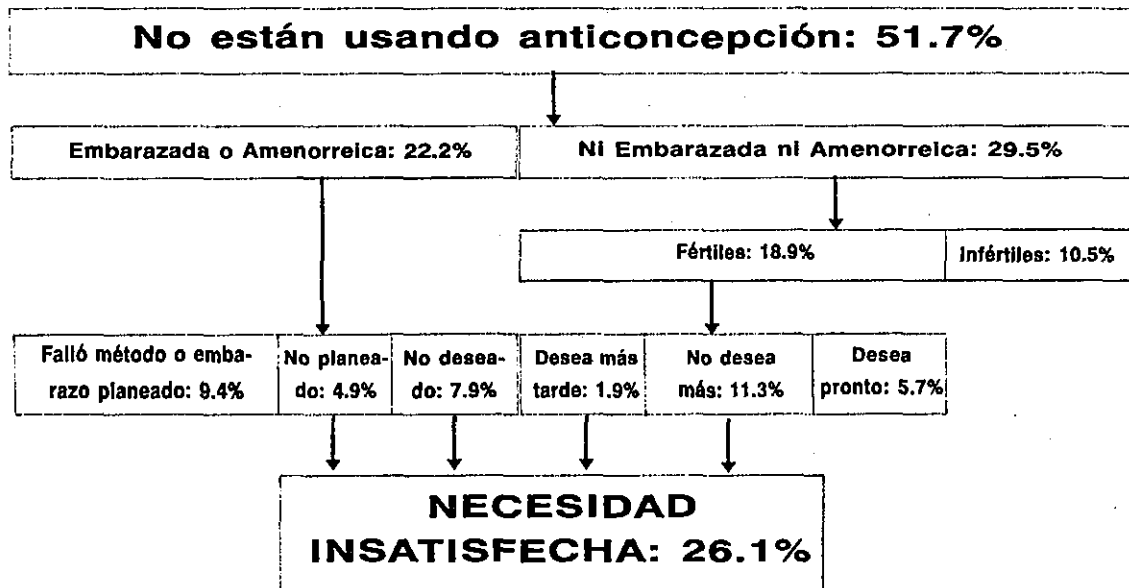 No están usando anticoncepción: 51.7%
Embarazada o Amenorreica: 22.2%
Ni Embarazada ni Amenorreica: 29.5%
Fértiles: 18.9%
Infértiles: 10.5%
Falló método o emba-
razo planeado: 9.4%
No planea-
do: 4.9%
No desea-
do: 7.9%
Desea más
tarde: 1.9%
No desea
más: 11.3%
Desea
pronto: 5.7%
NECESIDAD
INSATISFECHA: 26.1%